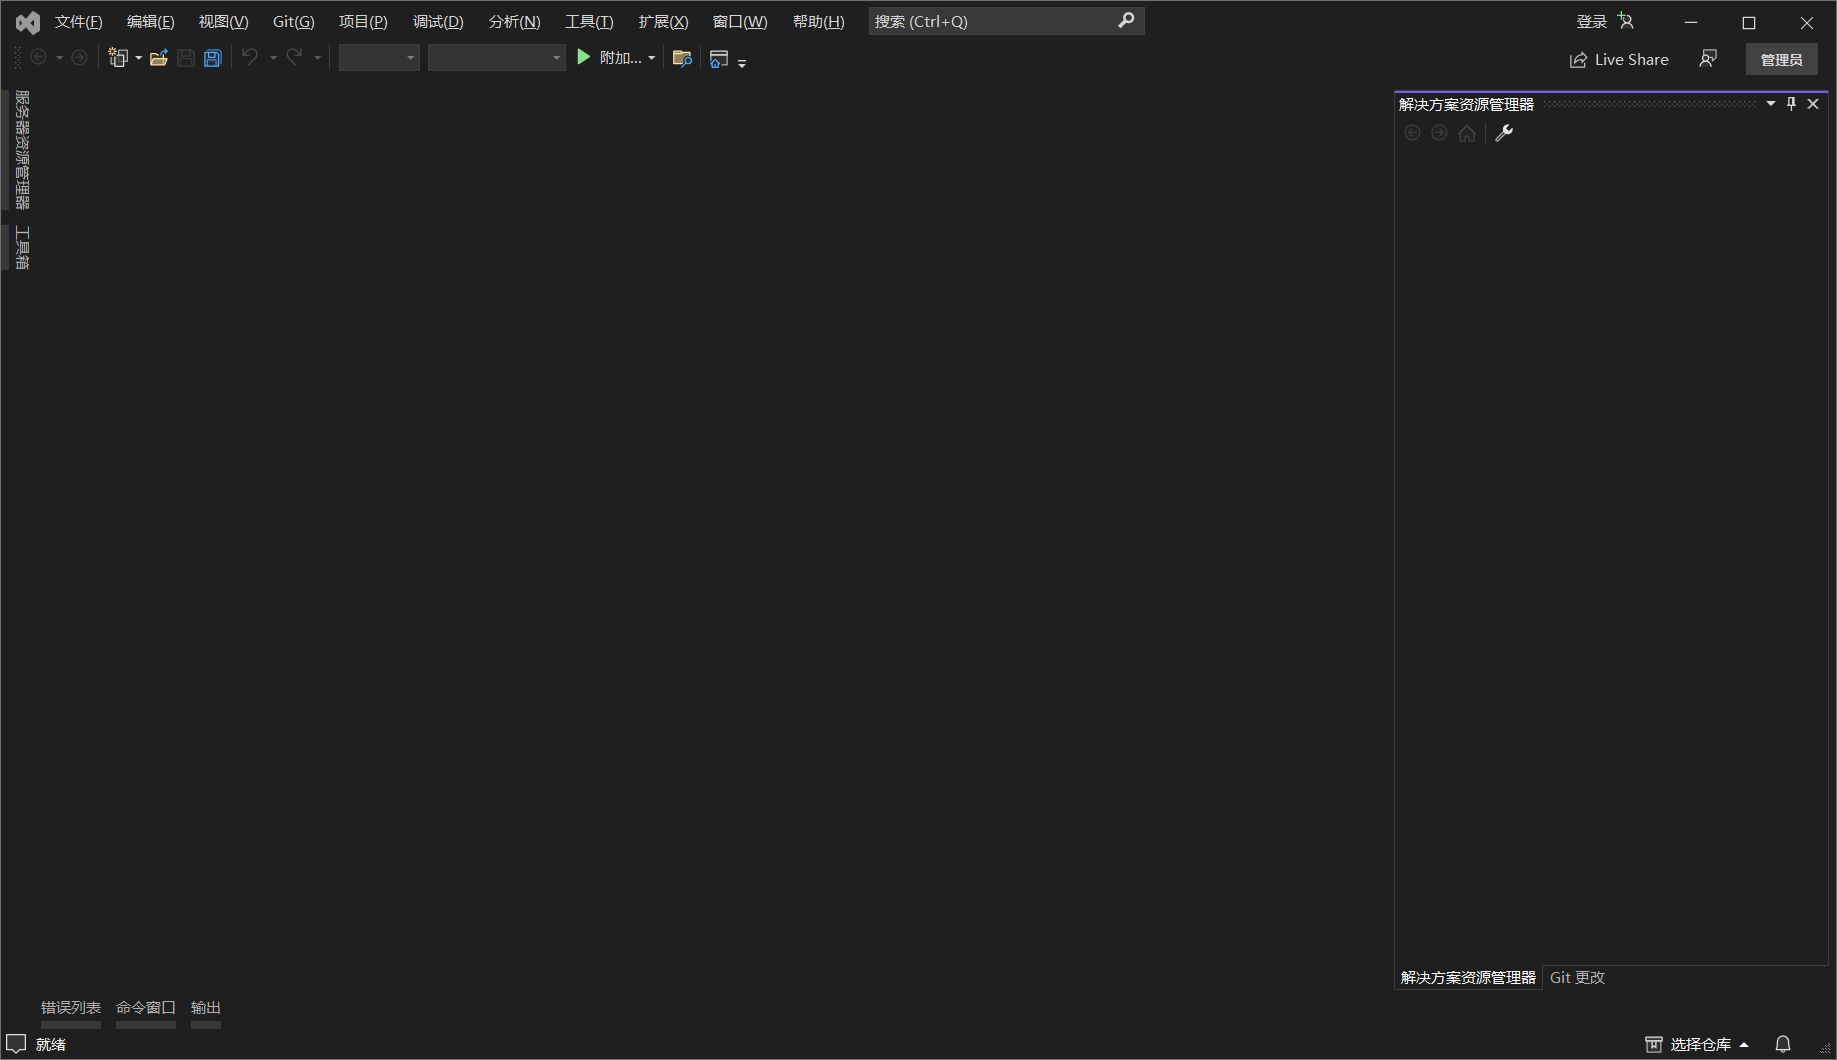 文件(F) 编辑(E) 视图(V) Git(G) 项目(P) 调试(D) 分析(N) 工具(T) 扩展(X) 窗口(W) 帮助(H) 搜索 (Ctrl+Q) 登录
附加... Live Share 管理员
服务器资源管理器
工具箱
解决方案资源管理器
解决方案资源管理器 Git 更改
错误列表 命令窗口 输出
就绪 选择仓库